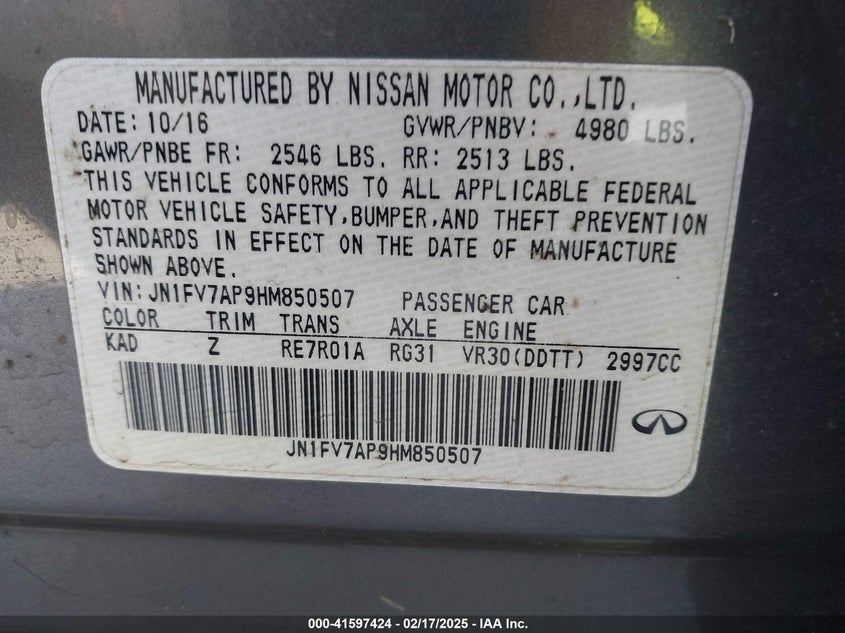 MANUFACTURED BY NISSAN MOTOR CO.,LTD.
DATE: 10/16 GVWR/PNBV: 4980 LBS.
GAWR/PNBE FR: 2546 LBS. RR: 2513 LBS.
THIS VEHICLE CONFORMS TO ALL APPLICABLE FEDERAL
MOTOR VEHICLE SAFETY,BUMPER,AND THEFT PREVENTION
STANDARDS IN EFFECT ON THE DATE OF MANUFACTURE
SHOWN ABOVE.
VIN: JN1FV7AP9HM850507 PASSENGER CAR
COLOR TRIM TRANS AXLE ENGINE
KAD Z RE7R01A RG31 VR30(DDTT) 2997CC
JN1FV7AP9HM850507
000-41597424 - 02/17/2025 - IAA Inc.